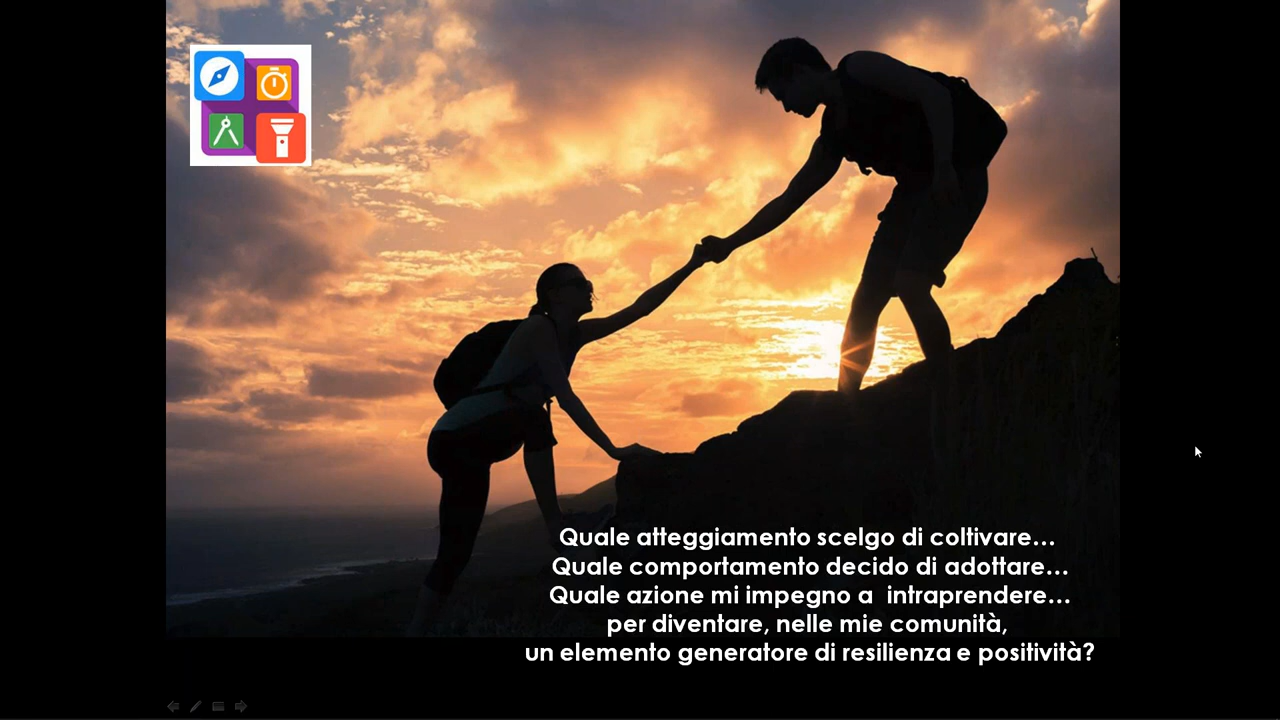 Quale atteggiamento scelgo di coltivare…
Quale comportamento decido di adottare…
Quale azione mi impegno a  intraprendere…
per diventare, nelle mie comunità,
un elemento generatore di resilienza e positività?